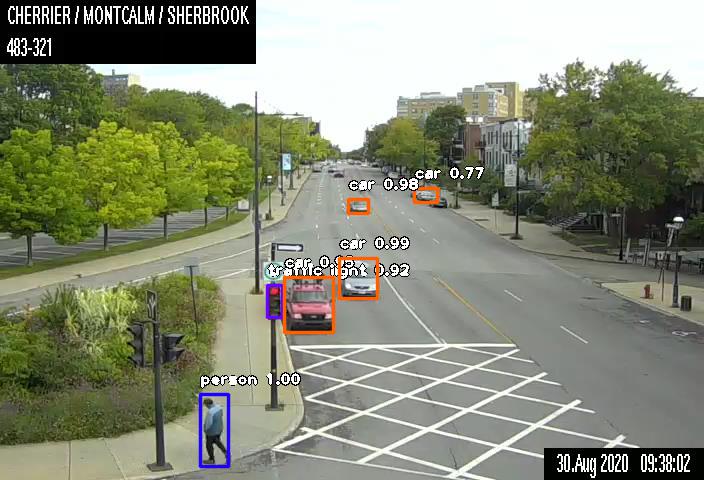 CHERRIER / MONTCALM / SHERBROOK
483-321
car 0.77
car 0.98
car 0.99
traffic light 0.92
person 1.00
30.Aug 2020 09:38:02